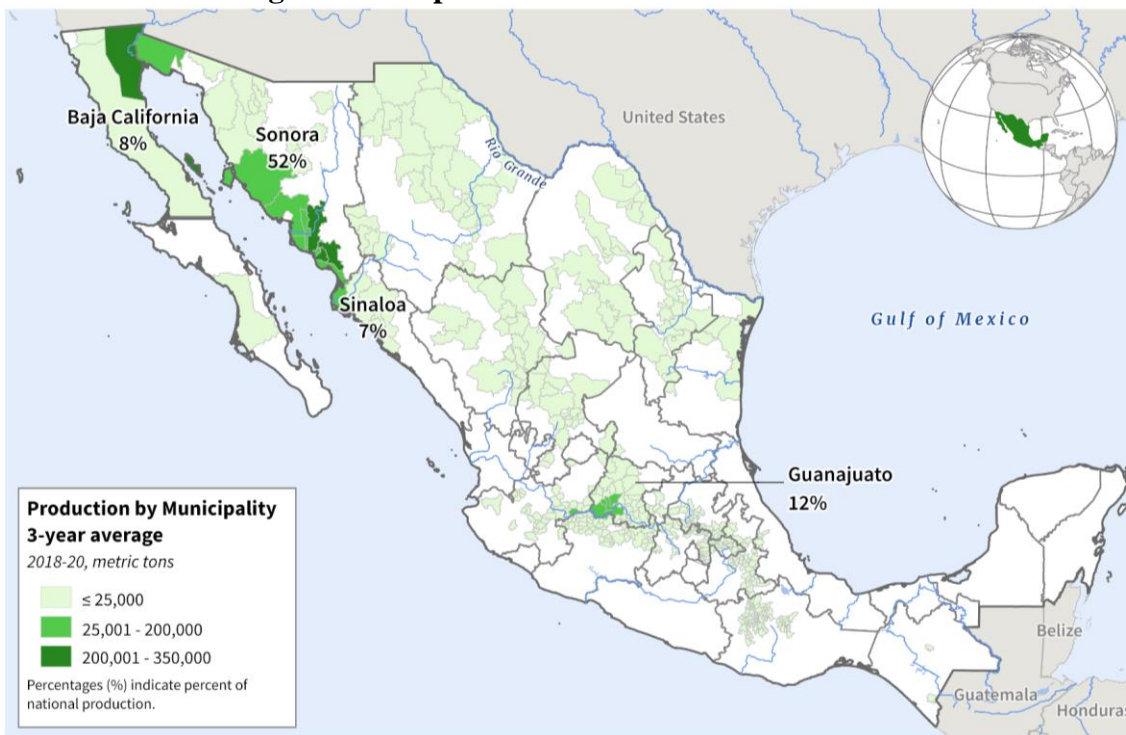 Baja California
8%
Sonora
52%
Sinaloa
7%
Guanajuato
12%
United States
Rio Grande
Gulf of Mexico
Belize
Guatemala
Honduras
Production by Municipality
3-year average
2018-20, metric tons
≤ 25,000
25,001 - 200,000
200,001 - 350,000
Percentages (%) indicate percent of
national production.